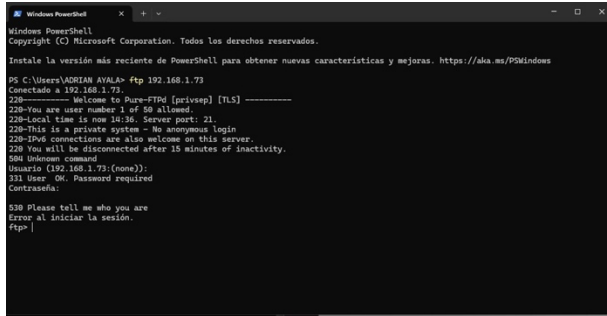 Windows PowerShell
Windows PowerShell
Copyright (C) Microsoft Corporation. Todos los derechos reservados.
Instale la versión más reciente de PowerShell para obtener nuevas características y mejoras. https://aka.ms/PSWindows
PS C:\Users\ADRIAN AYALA> ftp 192.168.1.73
Conectado a 192.168.1.73.
220---------- Welcome to Pure-FTPd [privsep] [TLS] ----------
220-You are user number 1 of 50 allowed.
220-Local time is now 14:36. Server port: 21.
220-This is a private system - No anonymous login
220-IPv6 connections are also welcome on this server.
220 You will be disconnected after 15 minutes of inactivity.
504 Unknown command
Usuario (192.168.1.73:(none)):
331 User  OK. Password required
Contraseña:
530 Please tell me who you are
Error al iniciar la sesión.
ftp>